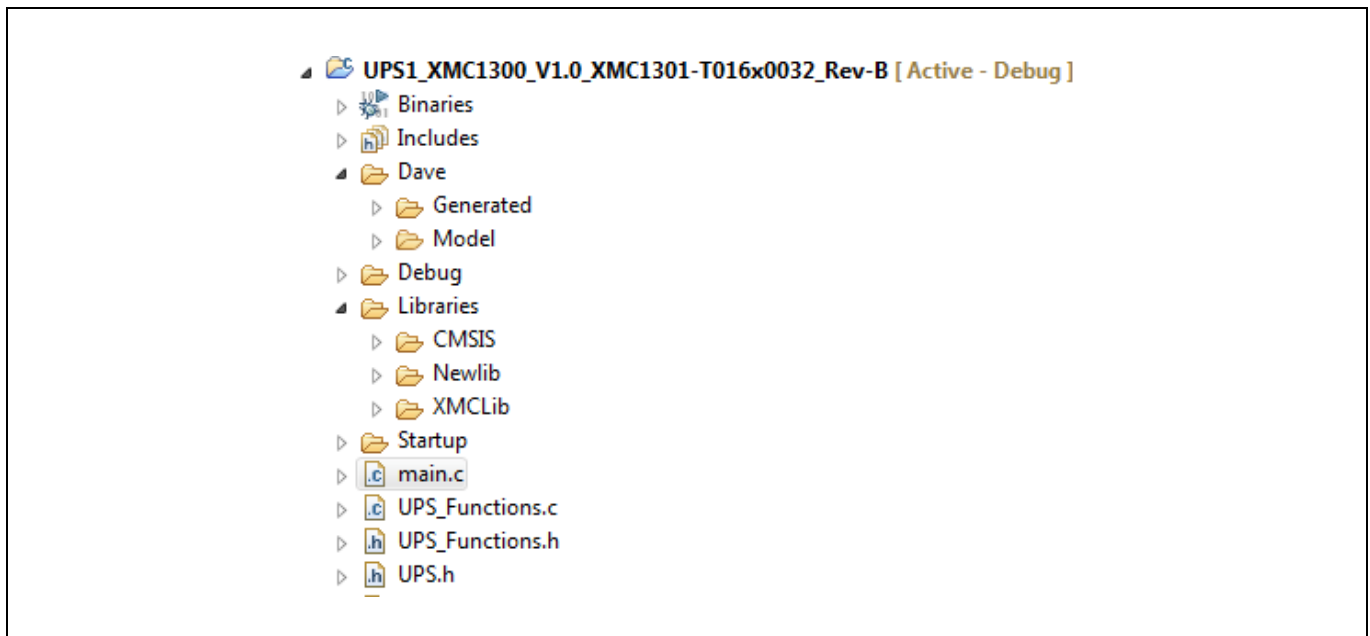 UPS1_XMC1300_V1.0_XMC1301-T016x0032_Rev-B [ Active - Debug ]
Binaries
Includes
Dave
Generated
Model
Debug
Libraries
CMSIS
Newlib
XMCLib
Startup
main.c
UPS_Functions.c
UPS_Functions.h
UPS.h